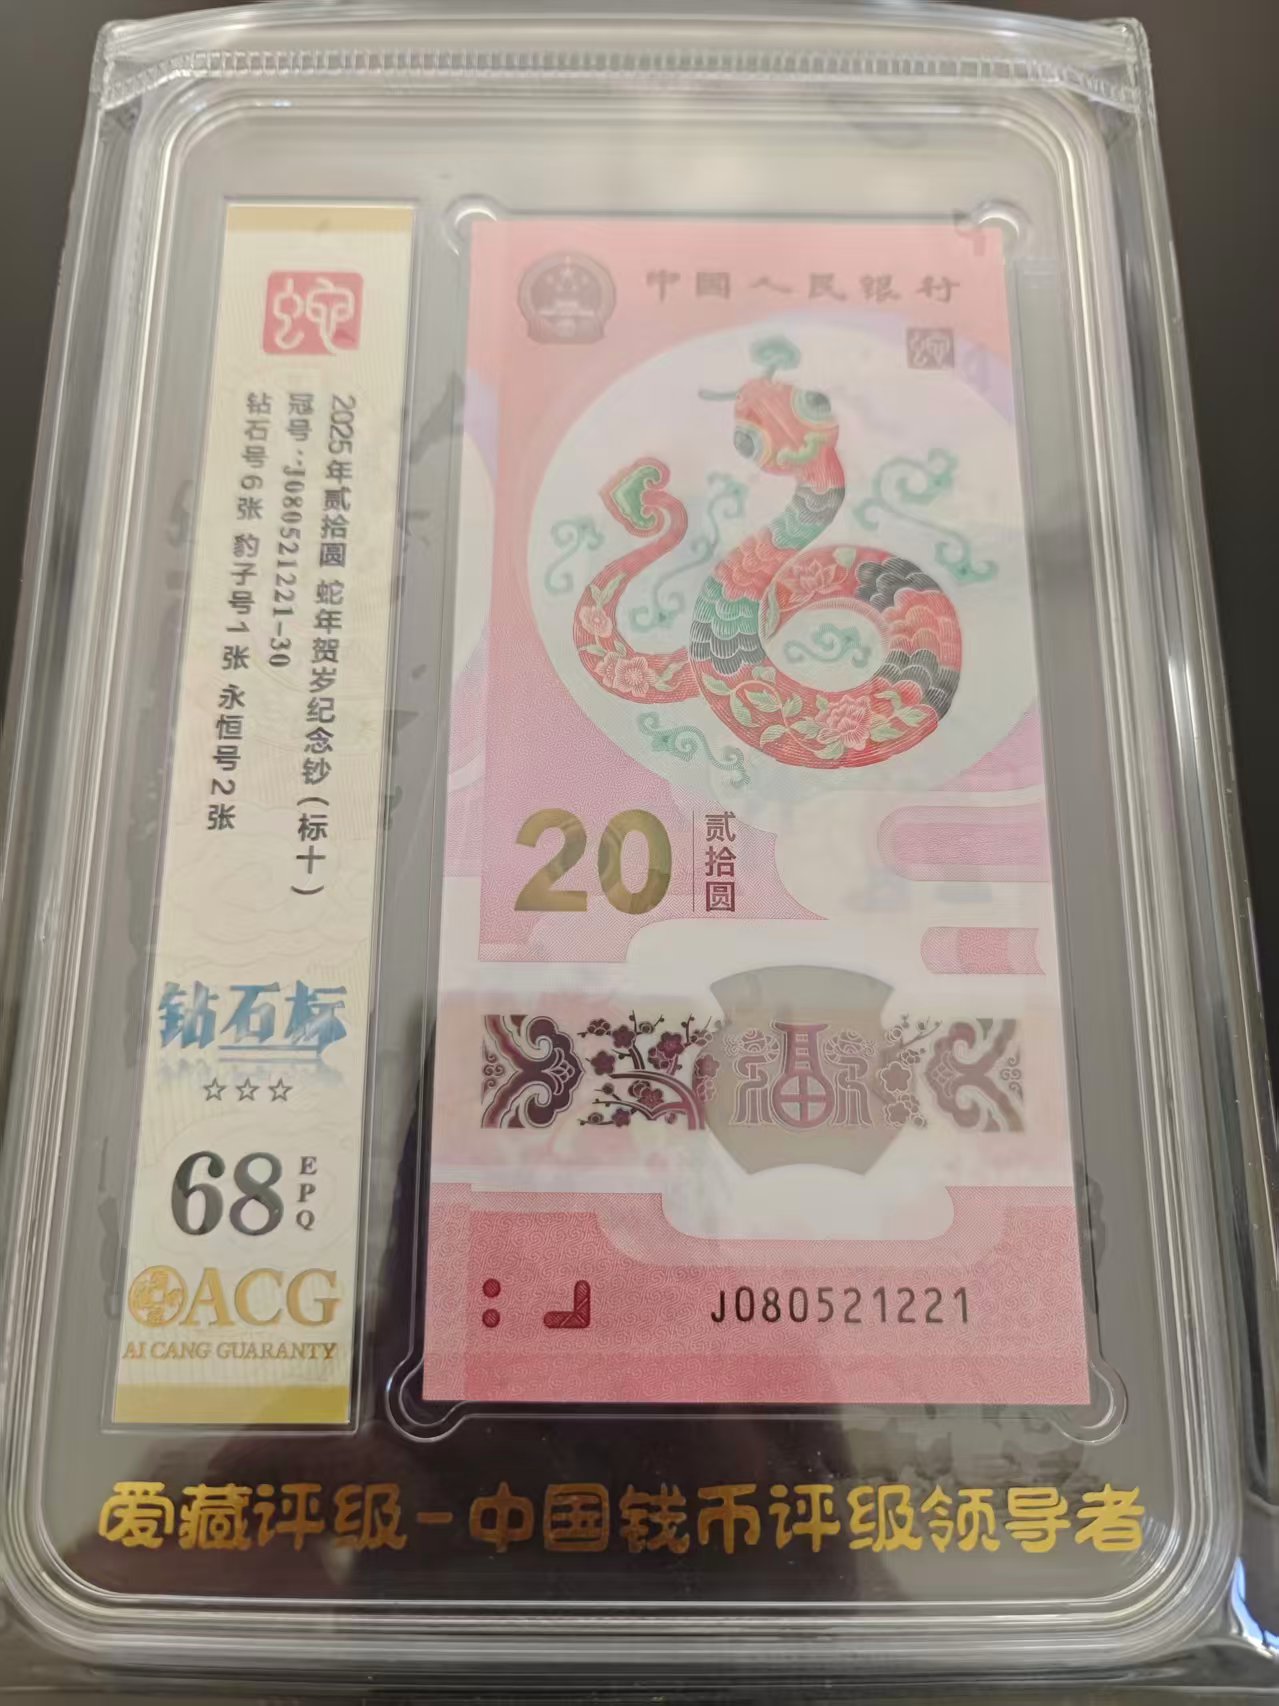 蛇
2025年贰拾圆 蛇年贺岁纪念钞(标十)
冠号:J080521221-30
钻石号6张 豹子号1张 永恒号2张
钻石标
☆☆☆
68
EPQ
ACG
AI CANG GUARANTY
中国人民银行
蛇
20
贰拾圆
福
J080521221
爱藏评级-中国钱币评级领导者